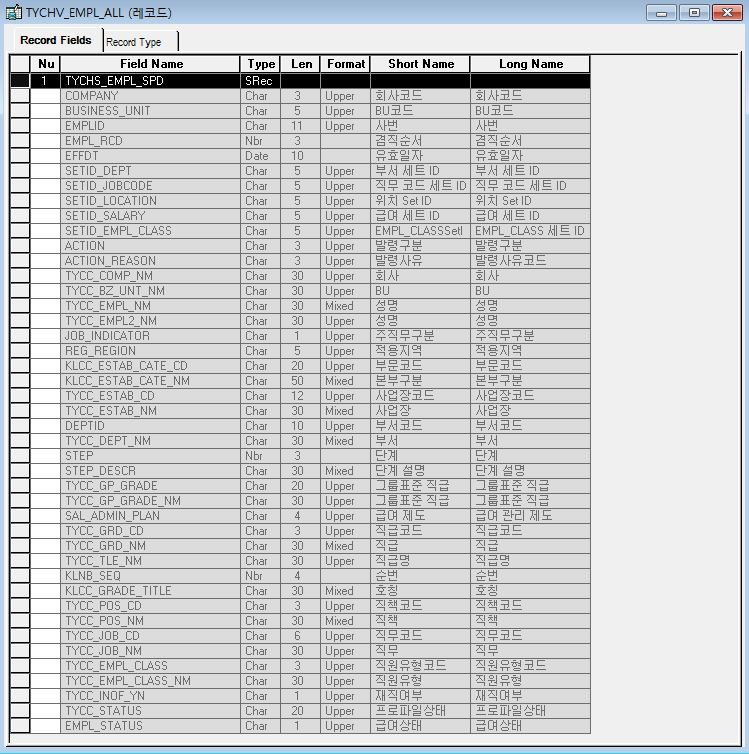 TYCHV_EMPL_ALL (레코드)
Record Fields Record Type
Nu Field Name Type Len Format Short Name Long Name
1 TYCHS_EMPL_SPD SRec
COMPANY Char 3 Upper 회사코드 회사코드
BUSINESS_UNIT Char 5 Upper BU코드 BU코드
EMPLID Char 11 Upper 사번 사번
EMPL_RCD Nbr 3 겸직순서 겸직순서
EFFDT Date 10 유효일자 유효일자
SETID_DEPT Char 5 Upper 부서 세트 ID 부서 세트 ID
SETID_JOBCODE Char 5 Upper 직무 코드 세트 ID 직무 코드 세트 ID
SETID_LOCATION Char 5 Upper 위치 Set ID 위치 Set ID
SETID_SALARY Char 5 Upper 급여 세트 ID 급여 세트 ID
SETID_EMPL_CLASS Char 5 Upper EMPL_CLASSSetI EMPL_CLASS 세트 ID
ACTION Char 3 Upper 발령구분 발령구분
ACTION_REASON Char 3 Upper 발령사유 발령사유코드
TYCC_COMP_NM Char 30 Upper 회사 회사
TYCC_BZ_UNT_NM Char 30 Upper BU BU
TYCC_EMPL_NM Char 30 Mixed 성명 성명
TYCC_EMPL2_NM Char 30 Upper 성명 성명
JOB_INDICATOR Char 1 Upper 주직무구분 주직무구분
REG_REGION Char 5 Upper 적용지역 적용지역
KLCC_ESTAB_CATE_CD Char 20 Upper 부문코드 부문코드
KLCC_ESTAB_CATE_NM Char 50 Mixed 본부구분 본부구분
TYCC_ESTAB_CD Char 12 Upper 사업장코드 사업장코드
TYCC_ESTAB_NM Char 30 Mixed 사업장 사업장
DEPTID Char 10 Upper 부서코드 부서코드
TYCC_DEPT_NM Char 30 Mixed 부서 부서
STEP Nbr 3 단계 단계
STEP_DESCR Char 30 Mixed 단계 설명 단계 설명
TYCC_GP_GRADE Char 20 Upper 그룹표준 직급 그룹표준 직급
TYCC_GP_GRADE_NM Char 30 Upper 그룹표준 직급 그룹표준 직급
SAL_ADMIN_PLAN Char 4 Upper 급여 제도 급여 관리 제도
TYCC_GRD_CD Char 3 Upper 직급코드 직급코드
TYCC_GRD_NM Char 30 Mixed 직급 직급
TYCC_TLE_NM Char 30 Upper 직급명 직급명
KLNB_SEQ Nbr 4 순번 순번
KLCC_GRADE_TITLE Char 30 Mixed 호칭 호칭
TYCC_POS_CD Char 3 Upper 직책코드 직책코드
TYCC_POS_NM Char 30 Mixed 직책 직책
TYCC_JOB_CD Char 6 Upper 직무코드 직무코드
TYCC_JOB_NM Char 30 Upper 직무 직무
TYCC_EMPL_CLASS Char 3 Upper 직원유형코드 직원유형코드
TYCC_EMPL_CLASS_NM Char 30 Upper 직원유형 직원유형
TYCC_INOF_YN Char 1 Upper 재직여부 재직여부
TYCC_STATUS Char 20 Upper 프로파일상태 프로파일상태
EMPL_STATUS Char 1 Upper 급여상태 급여상태